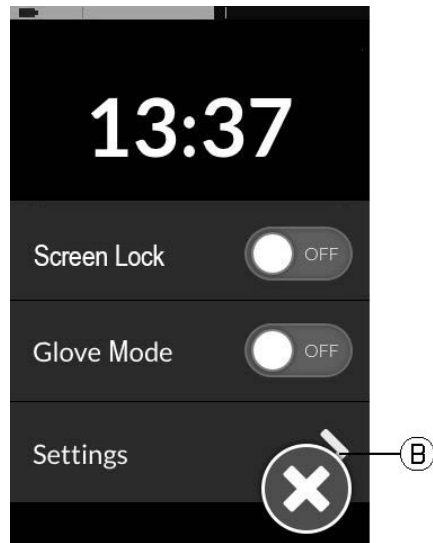 13:37
Screen Lock
OFF
Glove Mode
OFF
Settings
B